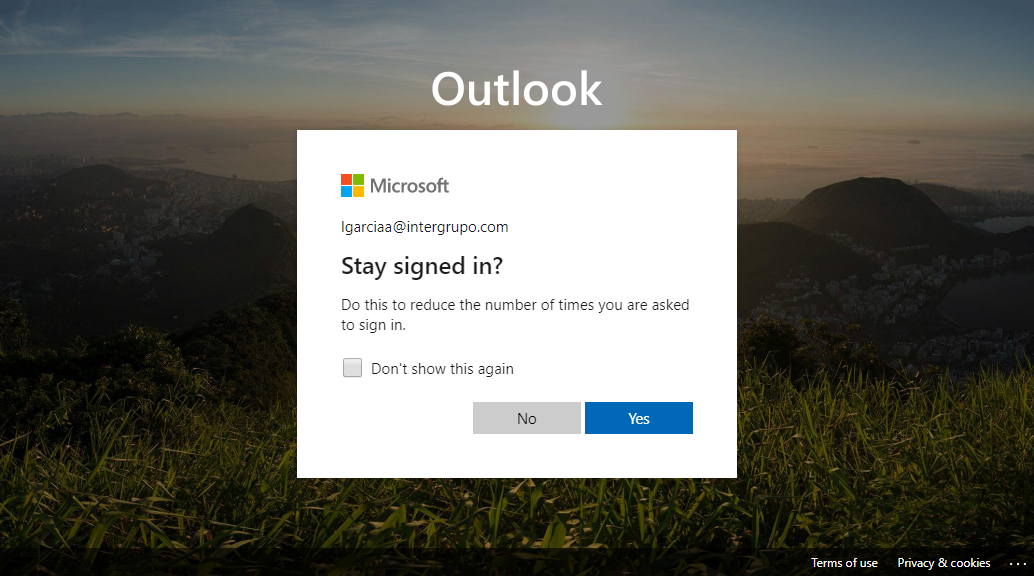 Outlook
Microsoft
lgarciaa@intergrupo.com
Stay signed in?
Do this to reduce the number of times you are asked
to sign in.
Don't show this again
No Yes
Terms of use Privacy & cookies ...